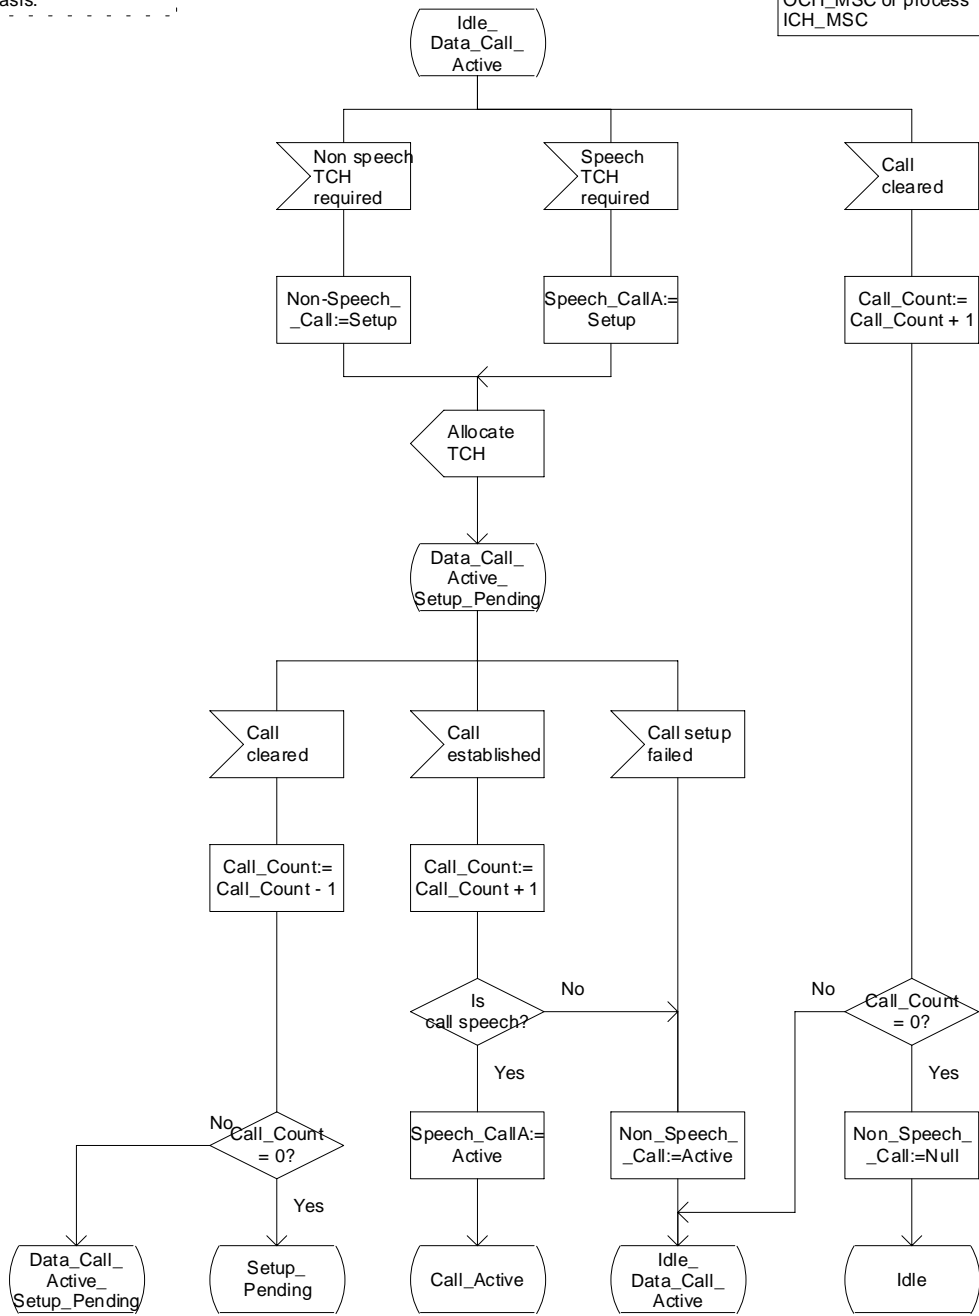 asis.
OCH_MSC or process
ICH_MSC
Idle_
Data_Call_
Active
Non speech
TCH
required
Speech
TCH
required
Call
cleared
Non-Speech_
_Call:=Setup
Speech_CallA:=
Setup
Call_Count:=
Call_Count + 1
Allocate
TCH
Data_Call_
Active_
Setup_Pending
Call
cleared
Call
established
Call setup
failed
Call_Count:=
Call_Count - 1
Call_Count:=
Call_Count + 1
Is
call speech?
No
No
Call_Count
= 0?
Yes
Yes
No
Call_Count
= 0?
Speech_CallA:=
Active
Non_Speech_
_Call:=Active
Non_Speech_
_Call:=Null
Yes
Data_Call_
Active_
Setup_Pending
Setup_
Pending
Call_Active
Idle_
Data_Call_
Active
Idle